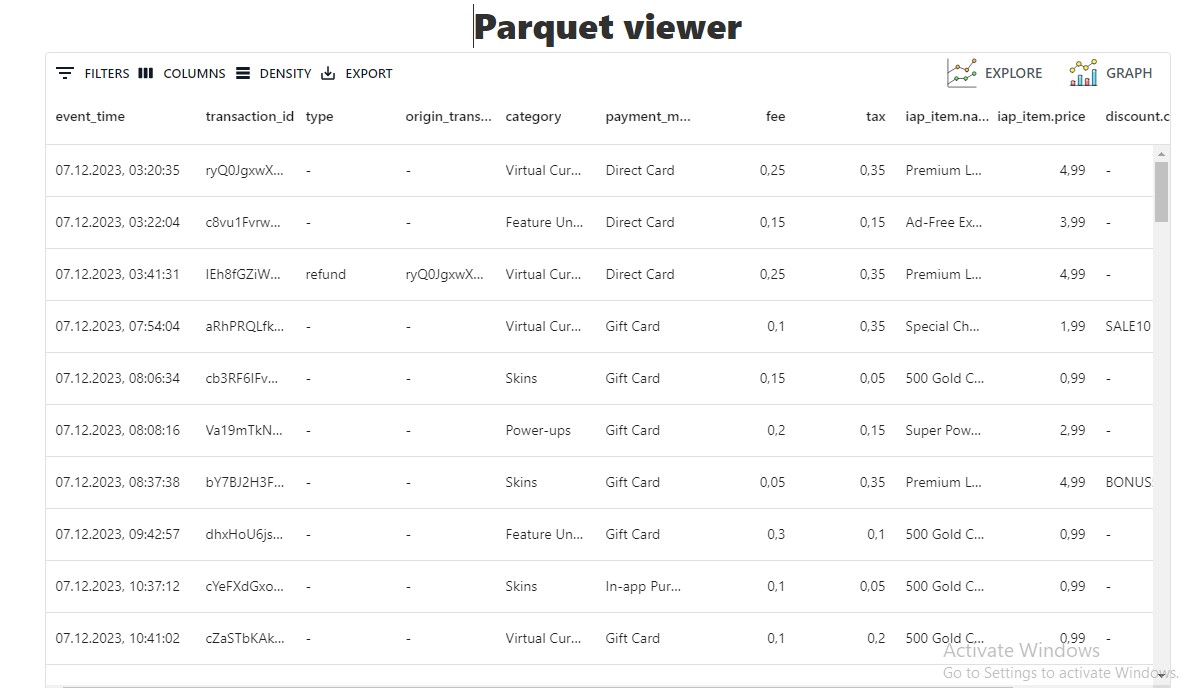 Parquet viewer
FILTERS COLUMNS DENSITY EXPORT EXPLORE GRAPH
event_time transaction_id type origin_trans... category payment_m... fee tax iap_item.na... iap_item.price discount.c
07.12.2023, 03:20:35 ryQ0JgxwX... - - Virtual Cur... Direct Card 0,25 0,35 Premium L... 4,99 -
07.12.2023, 03:22:04 c8vu1Fvrw... - - Feature Un... Direct Card 0,15 0,15 Ad-Free Ex... 3,99 -
07.12.2023, 03:41:31 lEh8fGZiW... refund ryQ0JgxwX... Virtual Cur... Direct Card 0,25 0,35 Premium L... 4,99 -
07.12.2023, 07:54:04 aRhPRQLfk... - - Virtual Cur... Gift Card 0,1 0,35 Special Ch... 1,99 SALE10
07.12.2023, 08:06:34 cb3RF6IFv... - - Skins Gift Card 0,15 0,05 500 Gold C... 0,99 -
07.12.2023, 08:08:16 Va19mTkN... - - Power-ups Gift Card 0,2 0,15 Super Pow... 2,99 -
07.12.2023, 08:37:38 bY7BJ2H3F... - - Skins Gift Card 0,05 0,35 Premium L... 4,99 BONUS
07.12.2023, 09:42:57 dhxHoU6js... - - Feature Un... Gift Card 0,3 0,1 500 Gold C... 0,99 -
07.12.2023, 10:37:12 cYeFXdGxo... - - Skins In-app Pur... 0,1 0,05 500 Gold C... 0,99 -
07.12.2023, 10:41:02 cZaSTbKAk... - - Virtual Cur... Gift Card 0,1 0,2 500 Gold C... 0,99 -
Activate Windows
Go to Settings to activate Windows.